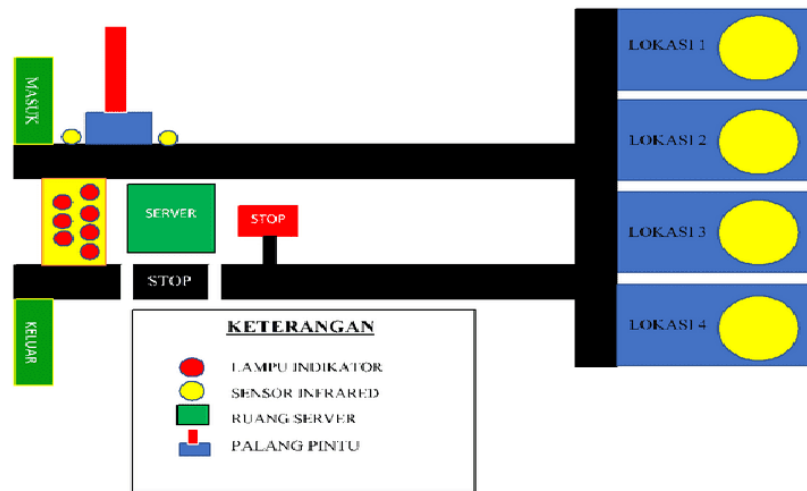 MASUK
LOKASI 1
LOKASI 2
SERVER
STOP
LOKASI 3
STOP
KELUAR
LOKASI 4
KETERANGAN
LAMPU INDIKATOR
SENSOR INFRARED
RUANG SERVER
PALANG PINTU